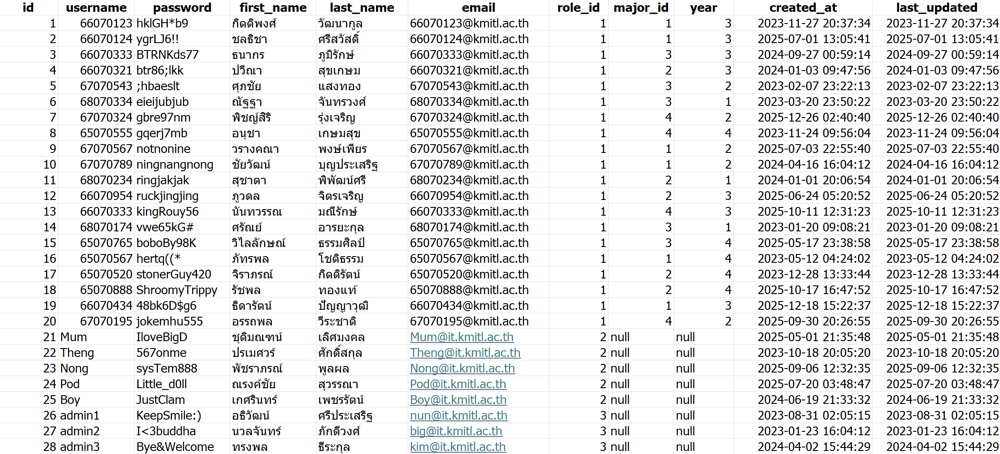 id username password first_name last_name email role_id major_id year created_at last_updated
1 66070123 hklGH*b9 กิตติพงศ์ วัฒนากูล 66070123@kmitl.ac.th 1 1 3 2023-11-27 20:37:34 2023-11-27 20:37:34
2 66070124 ygrLJ6!! ชลธิชา ศรีสวัสดิ์ 66070124@kmitl.ac.th 1 1 3 2025-07-01 13:05:41 2025-07-01 13:05:41
3 66070333 BTRNKds77 ธนากร ภูมิรักษ์ 66070333@kmitl.ac.th 1 3 3 2024-09-27 00:59:14 2024-09-27 00:59:14
4 66070321 btr86;lkk ปวีณา สุขเกษม 66070321@kmitl.ac.th 1 2 3 2024-01-03 09:47:56 2024-01-03 09:47:56
5 67070543 ;hbaeslt ศุภชัย แสงทอง 67070543@kmitl.ac.th 1 3 2 2023-02-07 23:22:13 2023-02-07 23:22:13
6 68070334 eieijubjub ณัฐฐา จันทรวงศ์ 68070334@kmitl.ac.th 1 3 1 2023-03-20 23:50:22 2023-03-20 23:50:22
7 67070324 gbre97nm พิชญ์สิริ รุ่งเจริญ 67070324@kmitl.ac.th 1 4 2 2025-12-26 02:40:40 2025-12-26 02:40:40
8 65070555 gqerj7mb อนุชา เกษมสุข 65070555@kmitl.ac.th 1 4 4 2023-11-24 09:56:04 2023-11-24 09:56:04
9 67070567 notnonine วรางคณา พงษ์เพียร 67070567@kmitl.ac.th 1 1 2 2025-07-03 22:55:40 2025-07-03 22:55:40
10 67070789 ningnangnong ชัยวัฒน์ บุญประเสริฐ 67070789@kmitl.ac.th 1 1 2 2024-04-16 16:04:12 2024-04-16 16:04:12
11 68070234 ringjakjak สุชาดา พิพัฒน์ศรี 68070234@kmitl.ac.th 1 2 1 2024-01-01 20:06:54 2024-01-01 20:06:54
12 66070954 ruckjingjing ภูวดล จิตรเจริญ 66070954@kmitl.ac.th 1 2 3 2025-06-24 05:20:52 2025-06-24 05:20:52
13 66070333 kingRouy56 นันทวรรณ มณีรักษ์ 66070333@kmitl.ac.th 1 4 3 2025-10-11 12:31:23 2025-10-11 12:31:23
14 68070174 vwe65kG# ศรัณย์ อารยะกุล 68070174@kmitl.ac.th 1 3 1 2023-01-20 09:08:21 2023-01-20 09:08:21
15 65070765 boboBy98K วิไลลักษณ์ ธรรมศิลป์ 65070765@kmitl.ac.th 1 3 4 2025-05-17 23:38:58 2025-05-17 23:38:58
16 65070567 hertq((* ภัทรพล โชติธรรม 65070567@kmitl.ac.th 1 1 4 2023-05-12 04:24:02 2023-05-12 04:24:02
17 65070520 stonerGuy420 จิราภรณ์ กิตติรัตน์ 65070520@kmitl.ac.th 1 2 4 2023-12-28 13:33:44 2023-12-28 13:33:44
18 65070888 ShroomyTrippy รัชพล ทองแท้ 65070888@kmitl.ac.th 1 2 4 2025-10-17 16:47:52 2025-10-17 16:47:52
19 66070434 48bk6D$g6 ธิดารัตน์ ปัญญาวุฒิ 66070434@kmitl.ac.th 1 1 3 2025-12-18 15:22:37 2025-12-18 15:22:37
20 67070195 jokemhu555 อรรถพล วีระชาติ 67070195@kmitl.ac.th 1 4 2 2025-09-30 20:26:55 2025-09-30 20:26:55
21 Mum IloveBigD ชุติมณฑน์ เลิศมงคล Mum@it.kmitl.ac.th 2 null null 2025-05-01 21:35:48 2025-05-01 21:35:48
22 Theng 567onme ปรเมศวร์ ศักดิ์สกุล Theng@it.kmitl.ac.th 2 null null 2023-10-18 20:05:20 2023-10-18 20:05:20
23 Nong sysTem888 พัชราภรณ์ พูลผล Nong@it.kmitl.ac.th 2 null null 2025-09-06 12:32:35 2025-09-06 12:32:35
24 Pod Little_d0ll ณรงค์ชัย สุวรรณา Pod@it.kmitl.ac.th 2 null null 2025-07-20 03:48:47 2025-07-20 03:48:47
25 Boy JustClam เกศรินทร์ เพชรรัตน์ Boy@it.kmitl.ac.th 2 null null 2024-06-19 21:33:32 2024-06-19 21:33:32
26 admin1 KeepSmile:) อธิวัฒน์ ศรีประเสริฐ nun@it.kmitl.ac.th 3 null null 2023-08-31 02:05:15 2023-08-31 02:05:15
27 admin2 I<3buddha นวลจันทร์ ภักดีวงศ์ big@it.kmitl.ac.th 3 null null 2023-01-23 16:04:12 2023-01-23 16:04:12
28 admin3 Bye&Welcome ทรงพล ธีระกุล kim@it.kmitl.ac.th 3 null null 2024-04-02 15:44:29 2024-04-02 15:44:29